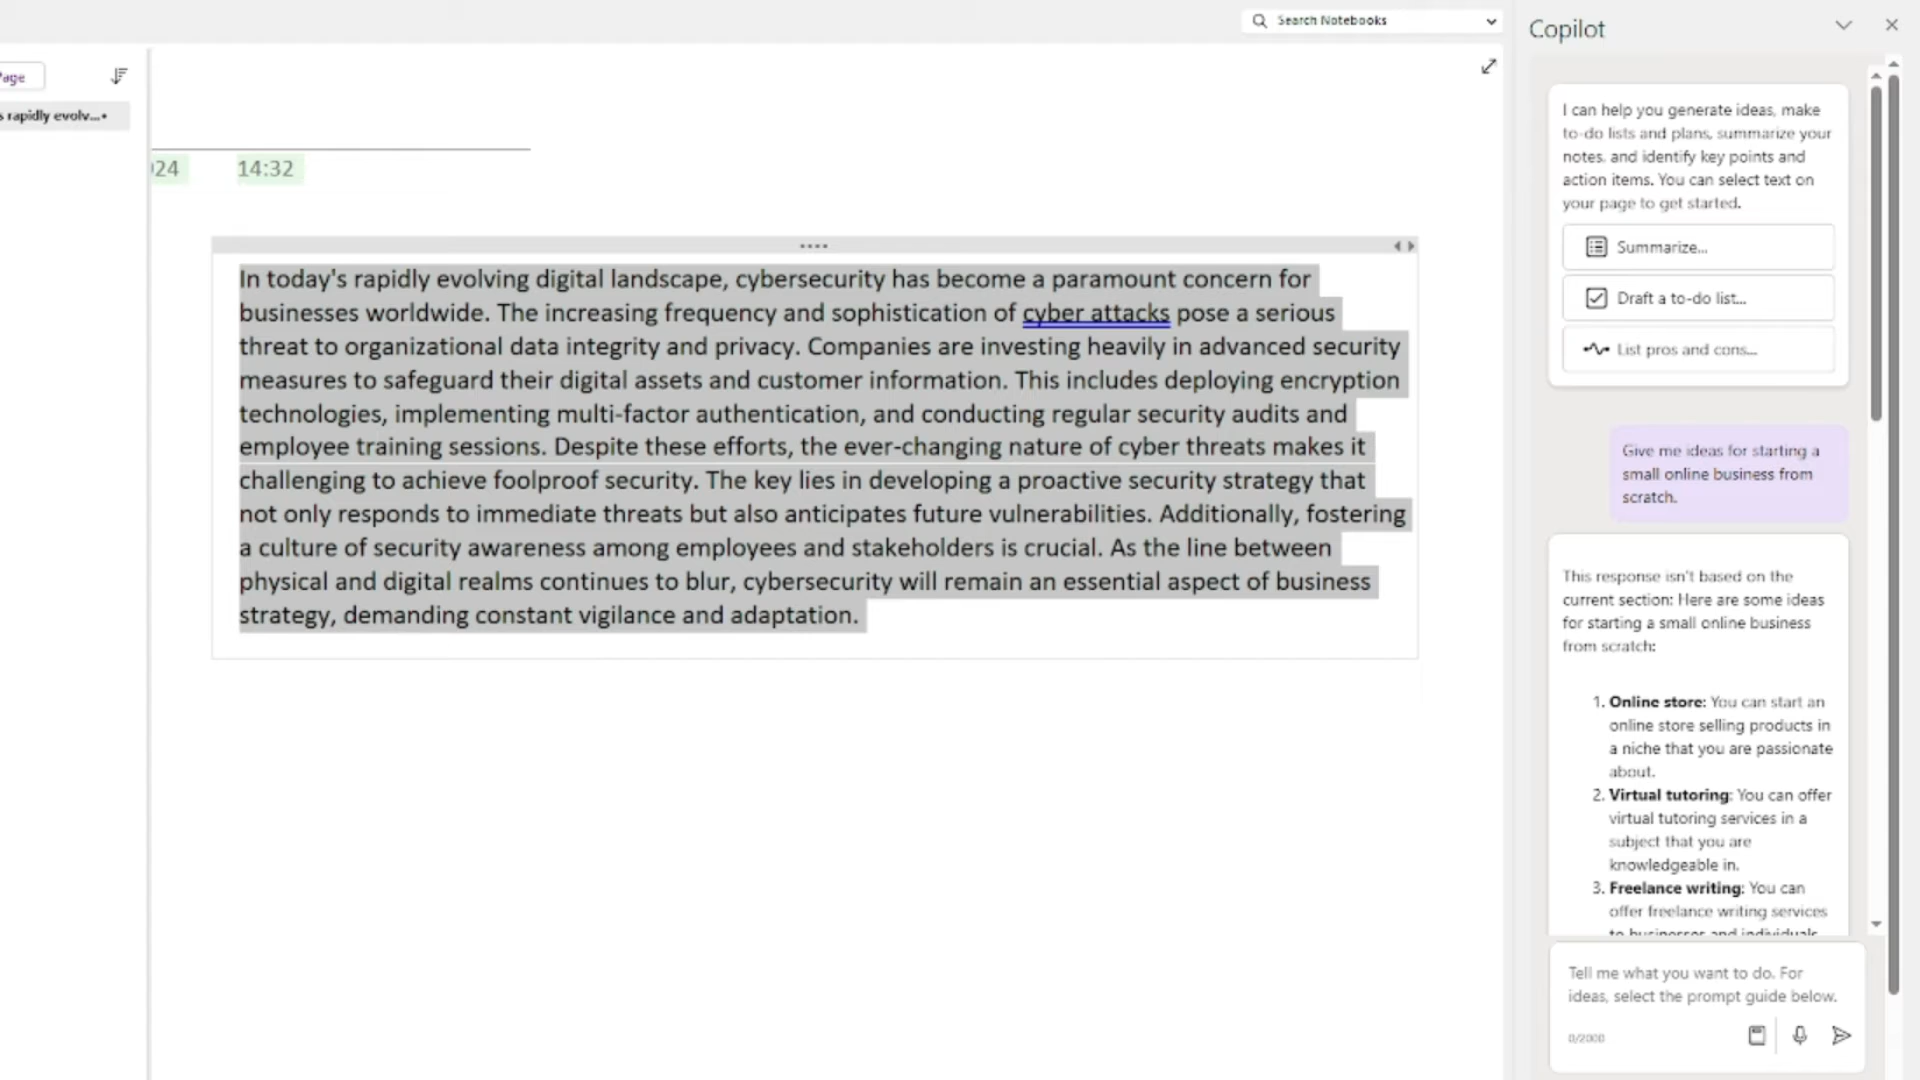 Search Notebooks
Copilot
Page
s rapidly evolv...
24 14:32
In today's rapidly evolving digital landscape, cybersecurity has become a paramount concern for
businesses worldwide. The increasing frequency and sophistication of cyber attacks pose a serious
threat to organizational data integrity and privacy. Companies are investing heavily in advanced security
measures to safeguard their digital assets and customer information. This includes deploying encryption
technologies, implementing multi-factor authentication, and conducting regular security audits and
employee training sessions. Despite these efforts, the ever-changing nature of cyber threats makes it
challenging to achieve foolproof security. The key lies in developing a proactive security strategy that
not only responds to immediate threats but also anticipates future vulnerabilities. Additionally, fostering
a culture of security awareness among employees and stakeholders is crucial. As the line between
physical and digital realms continues to blur, cybersecurity will remain an essential aspect of business
strategy, demanding constant vigilance and adaptation.
I can help you generate ideas, make
to-do lists and plans, summarize your
notes, and identify key points and
action items. You can select text on
your page to get started.
Summarize...
Draft a to-do list...
List pros and cons...
Give me ideas for starting a
small online business from
scratch.
This response isn't based on the
current section: Here are some ideas
for starting a small online business
from scratch:
1. Online store: You can start an
online store selling products in
a niche that you are passionate
about.
2. Virtual tutoring: You can offer
virtual tutoring services in a
subject that you are
knowledgeable in.
3. Freelance writing: You can
offer freelance writing services
to businesses and individuals
Tell me what you want to do. For
ideas, select the prompt guide below.
0/2000